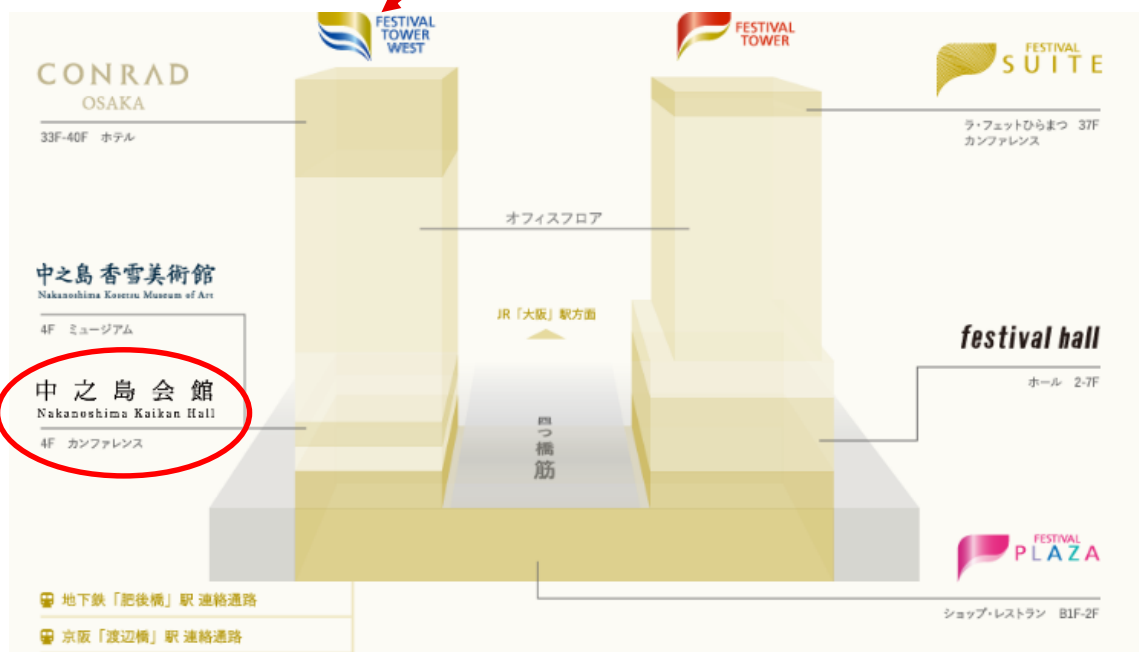 FESTIVAL
TOWER
WEST
FESTIVAL
TOWER
CONRAD
OSAKA
33F-40F ホテル
FESTIVAL
SUITE
ラ・フェットひらまつ 37F
カンファレンス
オフィスフロア
中之島 香雪美術館
Nakanoshima Kosetsu Museum of Art
4F ミュージアム
JR「大阪」駅方面
festival hall
ホール 2-7F
中之島会館
Nakanoshima Kaikan Hall
4F カンファレンス
四つ橋筋
FESTIVAL
PLAZA
ショップ・レストラン B1F-2F
地下鉄「肥後橋」駅 連絡通路
京阪「渡辺橋」駅 連絡通路